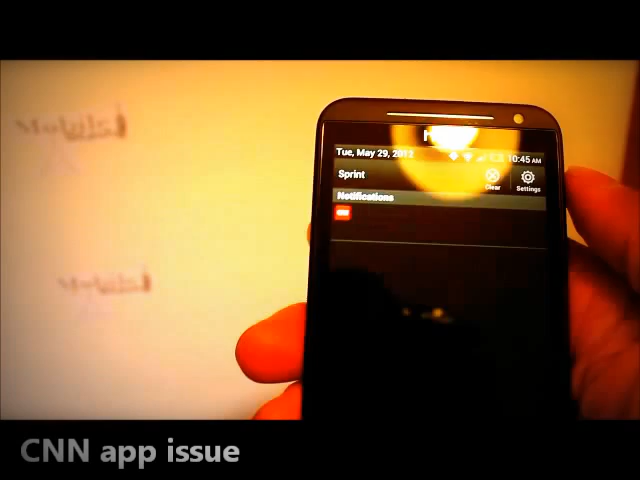 Tue, May 29, 2012
10:45 AM
Sprint
Clear
Settings
Notifications
CNN app issue